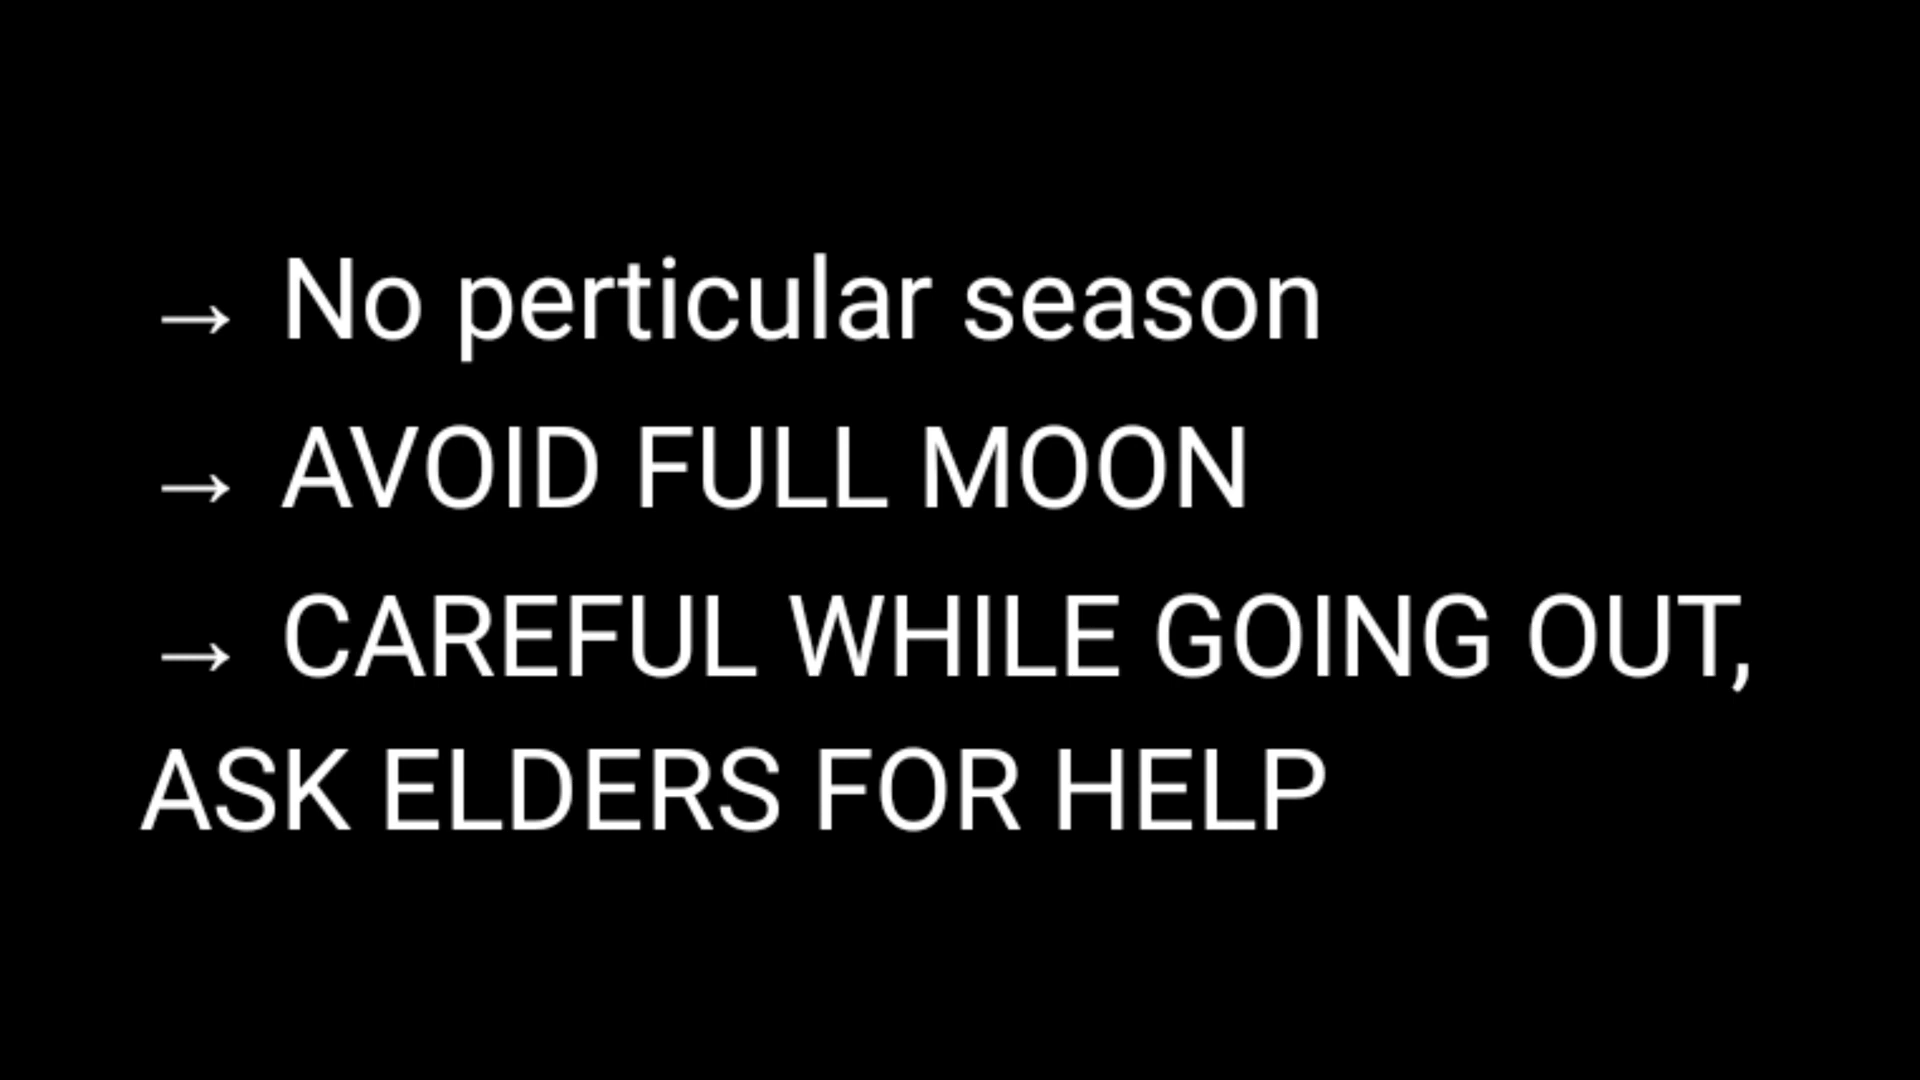 → No perticular season
→ AVOID FULL MOON
→ CAREFUL WHILE GOING OUT,
ASK ELDERS FOR HELP